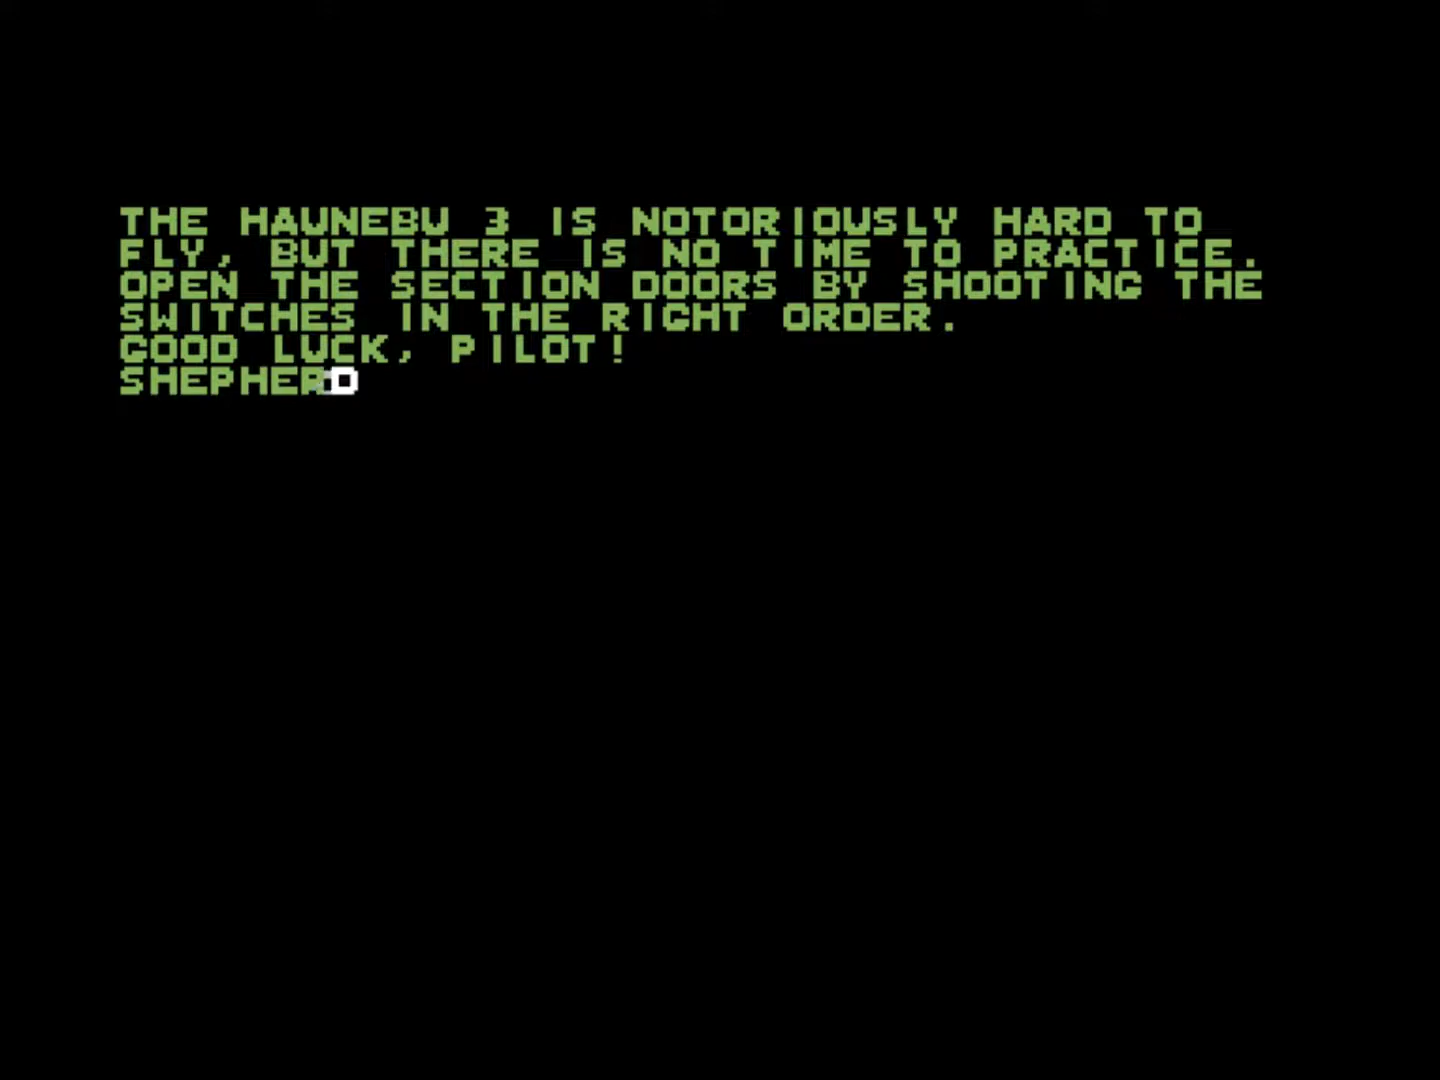 THE HAUNEBU 3 IS NOTORIOUSLY HARD TO
FLY, BUT THERE IS NO TIME TO PRACTICE.
OPEN THE SECTION DOORS BY SHOOTING THE
SWITCHES IN THE RIGHT ORDER.
GOOD LUCK, PILOT!
SHEPHERD